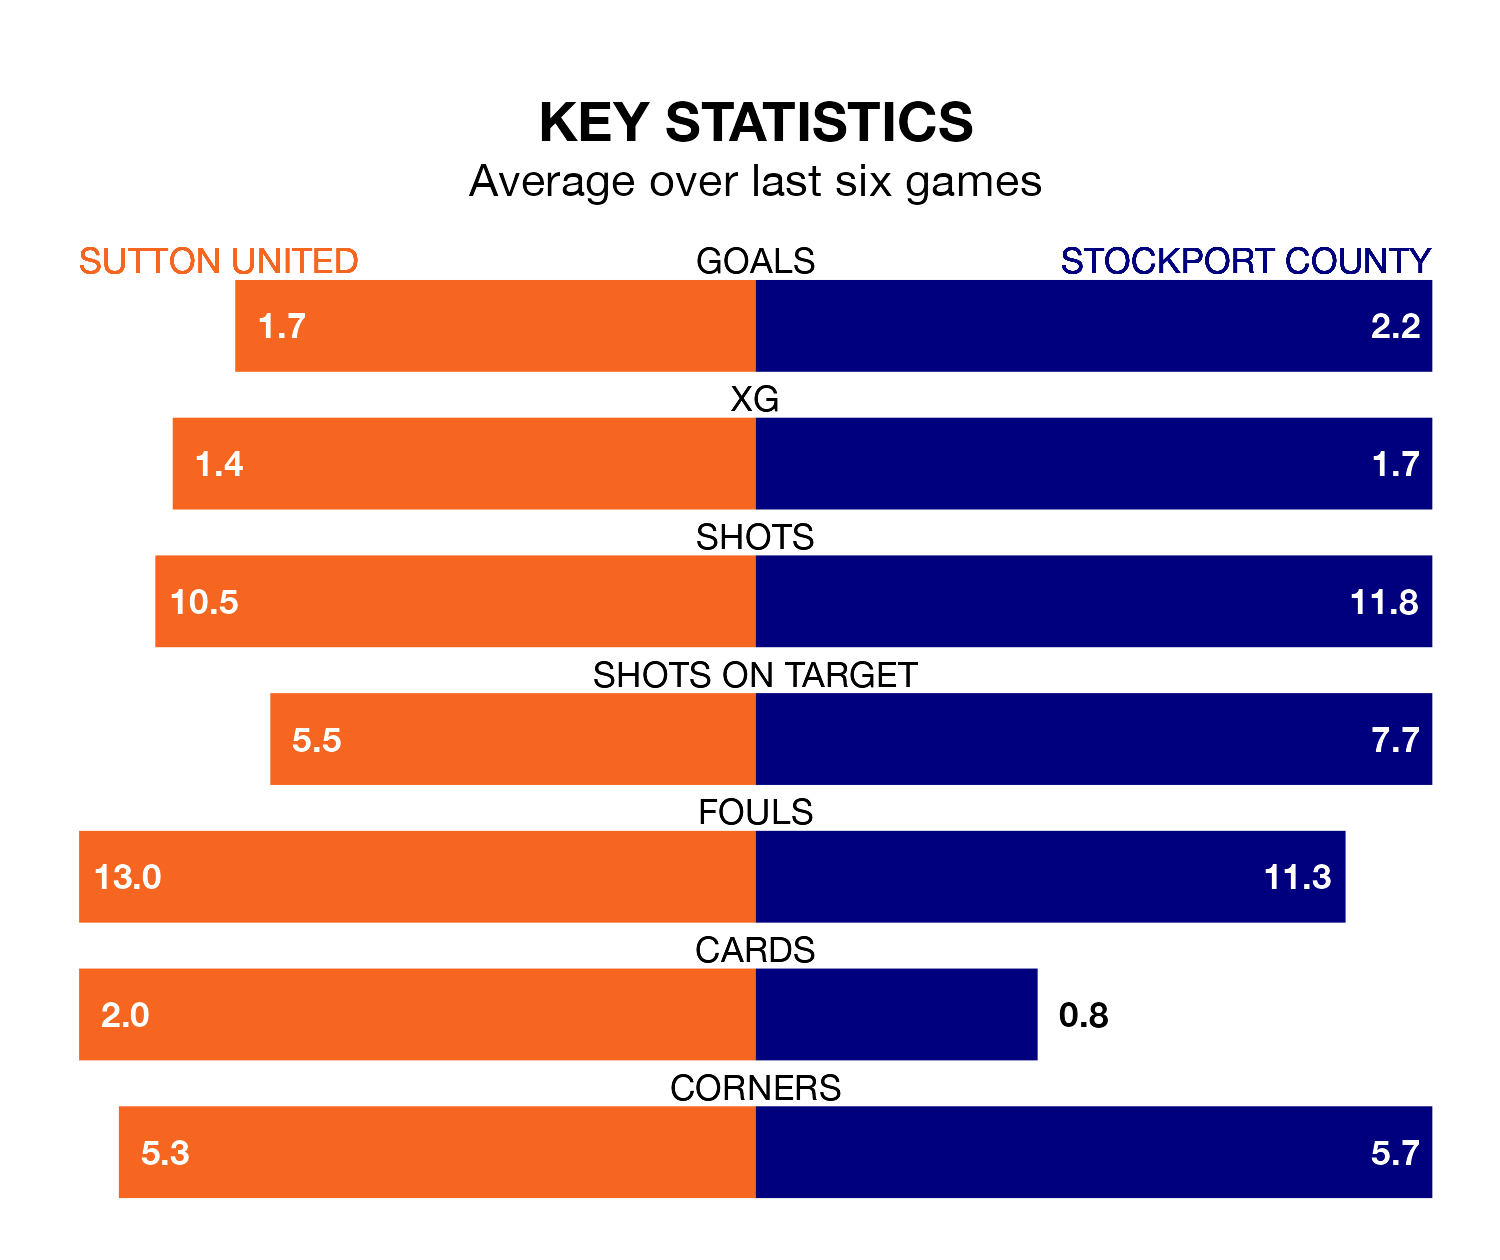 KEY STATISTICS
Average over last six games
SUTTON UNITED GOALS STOCKPORT COUNTY
1.7 2.2
XG
1.4 1.7
SHOTS
10.5 11.8
SHOTS ON TARGET
5.5 7.7
FOULS
13.0 11.3
CARDS
2.0 0.8
CORNERS
5.3 5.7